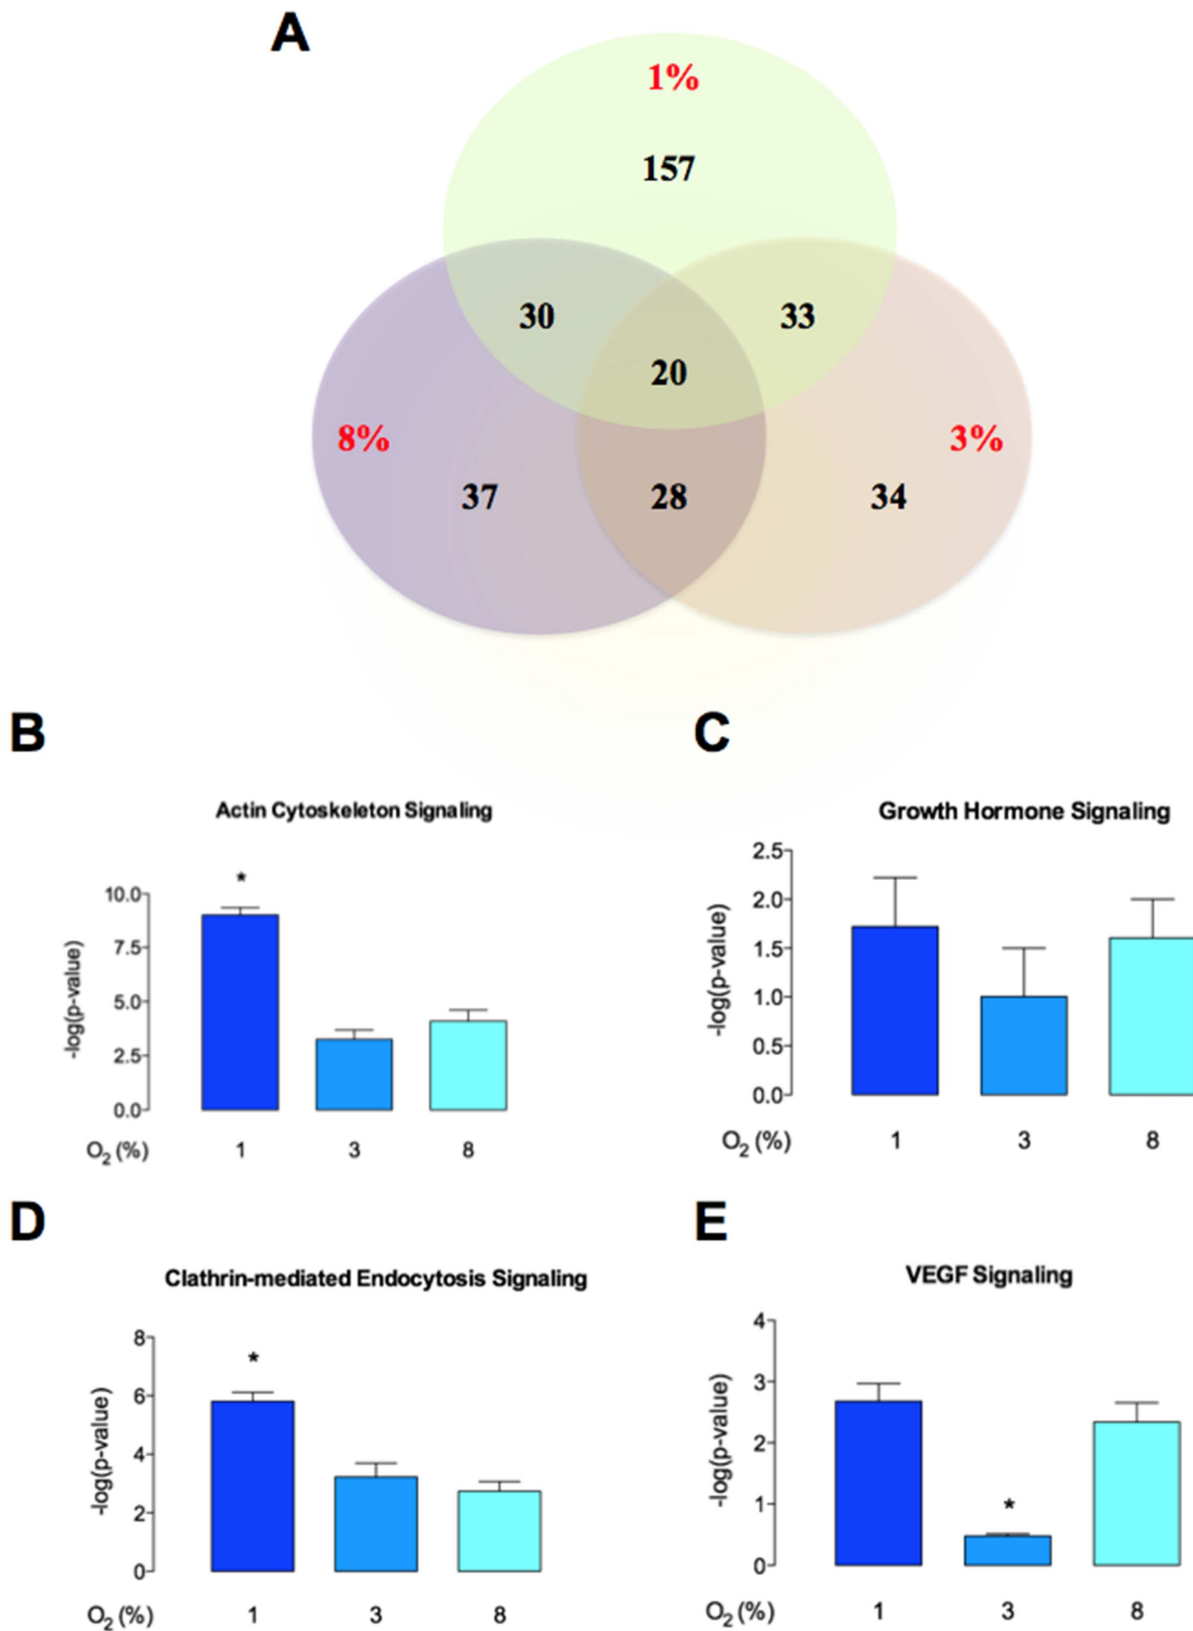 A
1%
157
30
33
20
8%
3%
37
28
34
B
C
Actin Cytoskeleton Signaling
*
10.0
7.5
5.0
2.5
0.0
-log(p-value)
O₂ (%) 1 3 8
Growth Hormone Signaling
2.5
2.0
1.5
1.0
0.5
0.0
-log(p-value)
O₂ (%) 1 3 8
D
E
Clathrin-mediated Endocytosis Signaling
*
8
6
4
2
0
-log(p-value)
O₂ (%) 1 3 8
VEGF Signaling
4
3
2
1
0
*
-log(p-value)
O₂ (%) 1 3 8